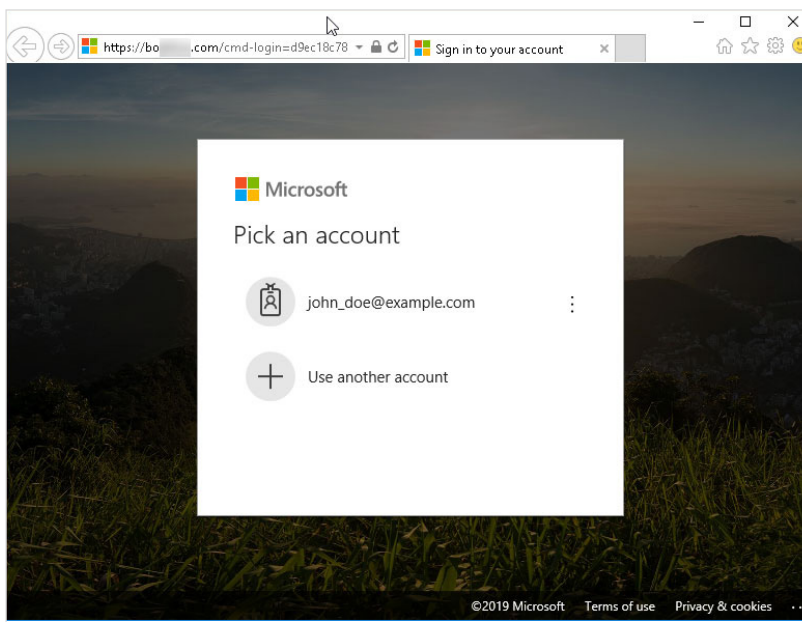 https://bo .com/cmd-login=d9ec18c78
Sign in to your account
Microsoft
Pick an account
john_doe@example.com
Use another account
©2019 Microsoft Terms of use Privacy & cookies